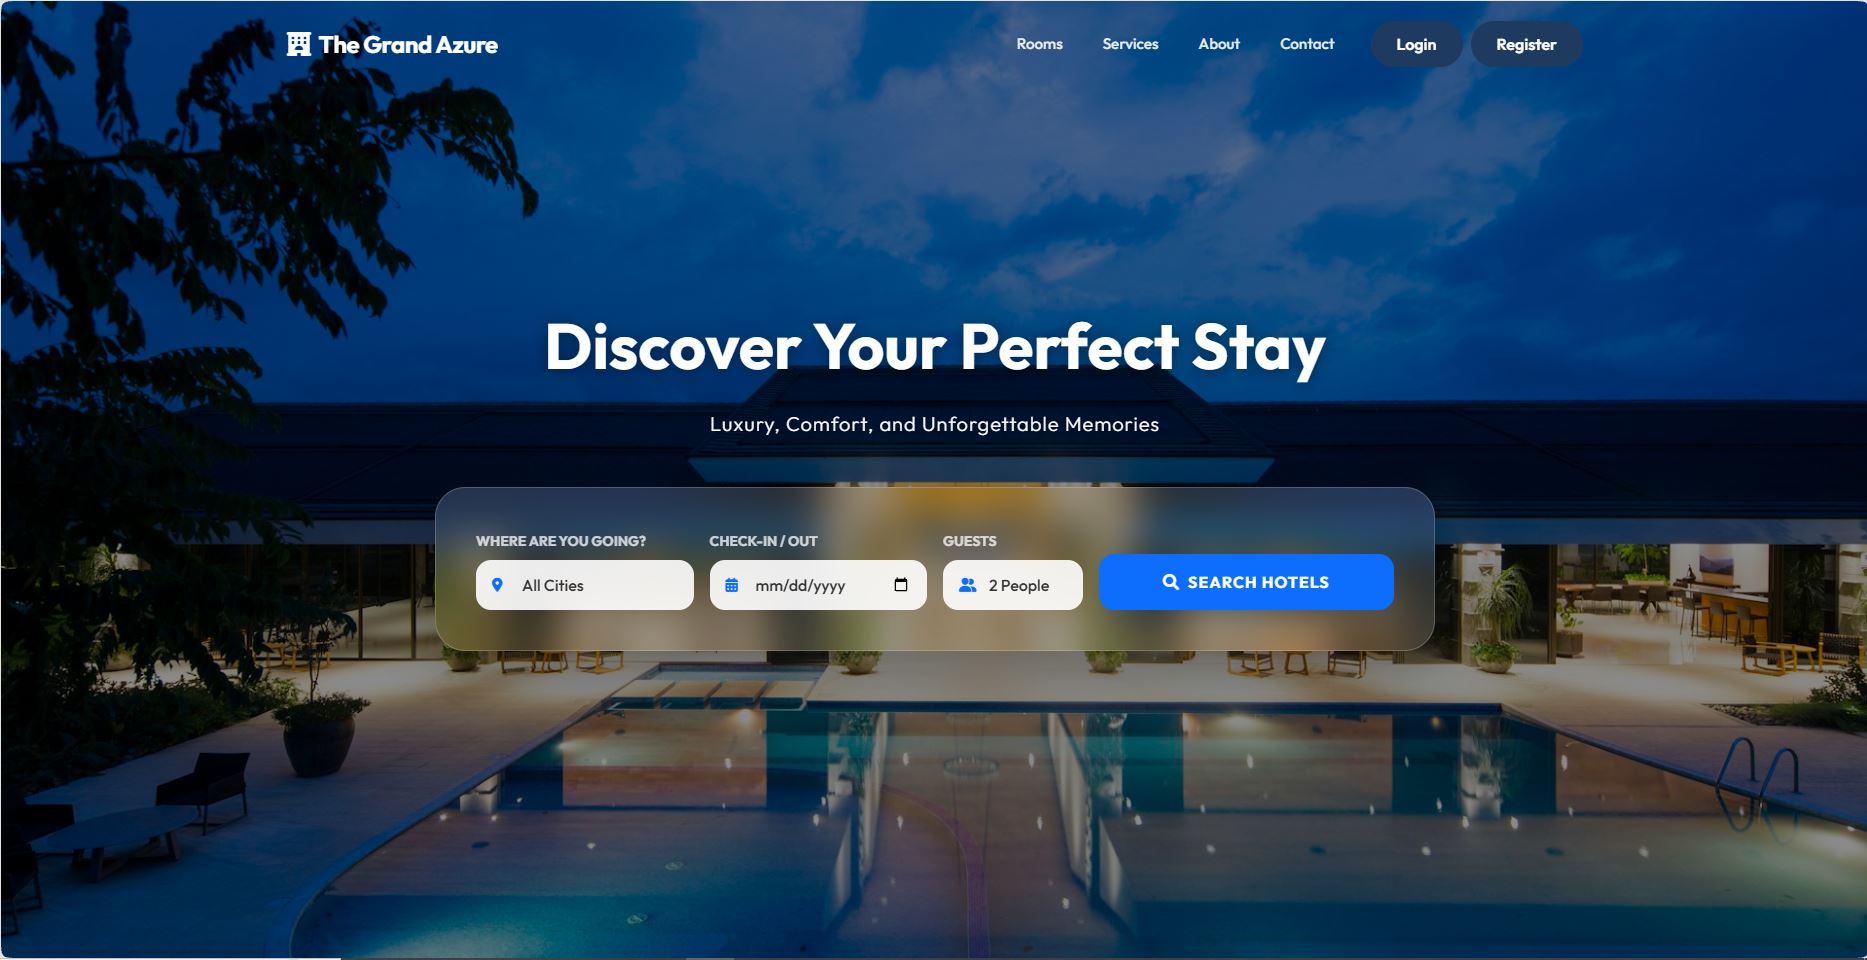 The Grand Azure
Rooms
Services
About
Contact
Login
Register
Discover Your Perfect Stay
Luxury, Comfort, and Unforgettable Memories
WHERE ARE YOU GOING?
CHECK-IN / OUT
GUESTS
All Cities
mm/dd/yyyy
2 People
SEARCH HOTELS